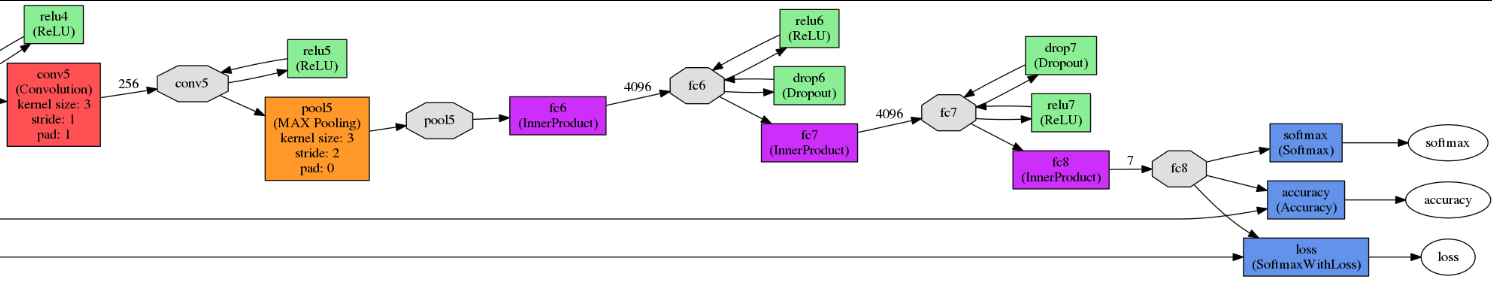 relu4
(ReLU)
conv5
(Convolution)
kernel size: 3
stride: 1
pad: 1
256
conv5
relu5
(ReLU)
pool5
(MAX Pooling)
kernel size: 3
stride: 2
pad: 0
pool5
fc6
(InnerProduct)
4096
fc6
relu6
(ReLU)
drop6
(Dropout)
fc7
(InnerProduct)
4096
fc7
drop7
(Dropout)
relu7
(ReLU)
fc8
(InnerProduct)
7
fc8
softmax
(Softmax)
softmax
accuracy
(Accuracy)
accuracy
loss
(SoftmaxWithLoss)
loss